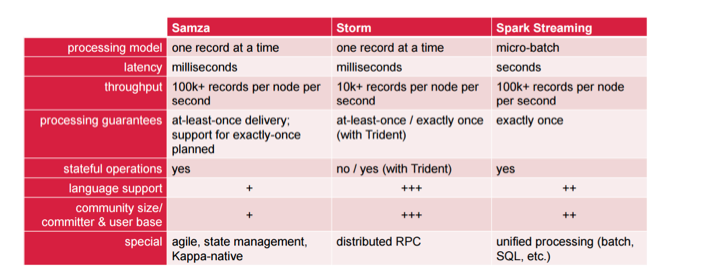 Samza Storm Spark Streaming
processing model one record at a time one record at a time micro-batch
latency milliseconds milliseconds seconds
throughput 100k+ records per node per 10k+ records per node per 100k+ records per node
second second per second
processing guarantees at-least-once delivery; at-least-once / exactly once exactly once
support for exactly-once (with Trident)
planned
stateful operations yes no / yes (with Trident) yes
language support + +++ ++
community size/
committer & user base + +++ ++
special agile, state management, distributed RPC unified processing (batch,
Kappa-native SQL, etc.)